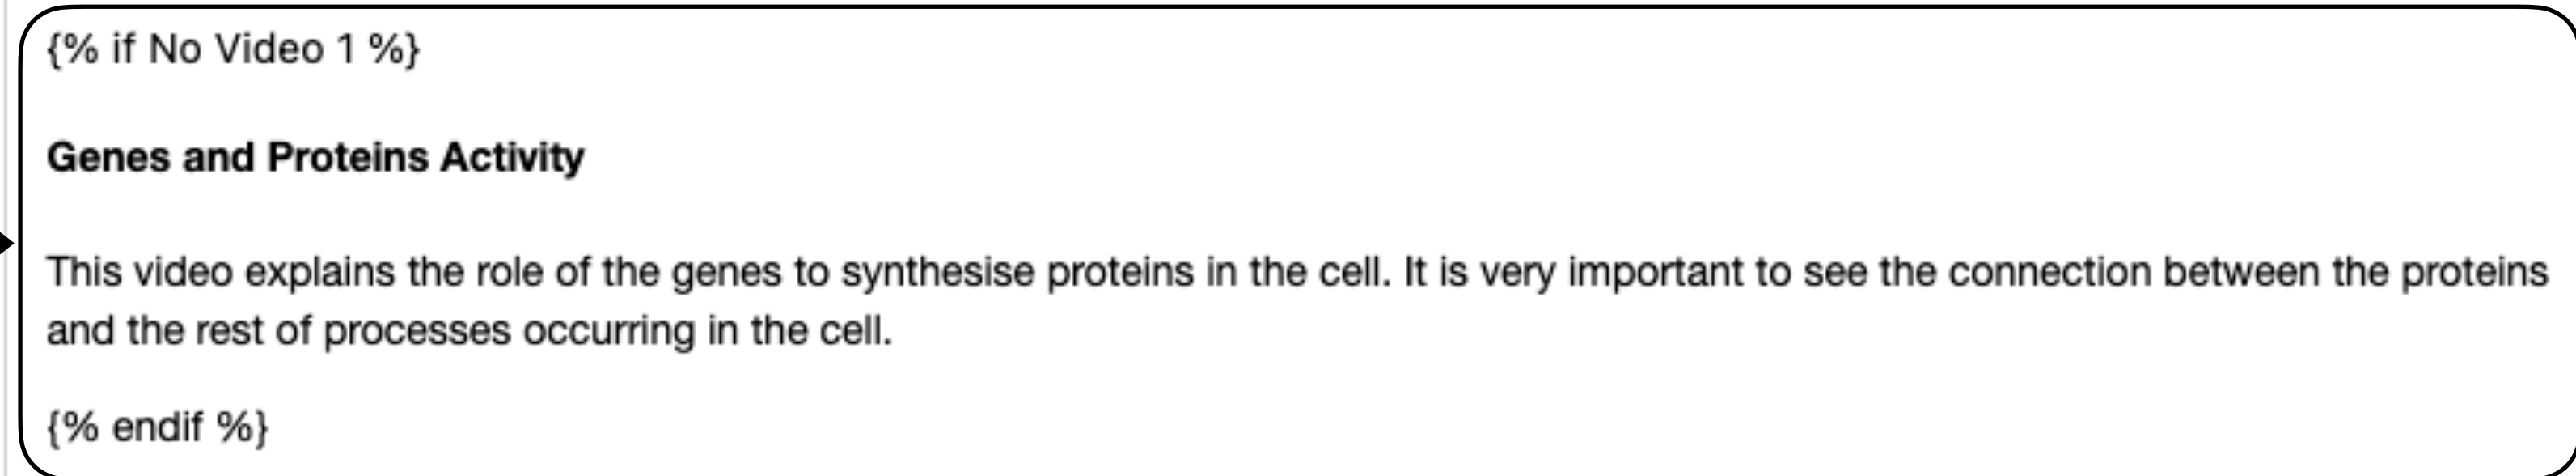 {% if No Video 1 %}
Genes and Proteins Activity
This video explains the role of the genes to synthesise proteins in the cell. It is very important to see the connection between the proteins
and the rest of processes occurring in the cell.
{% endif %}